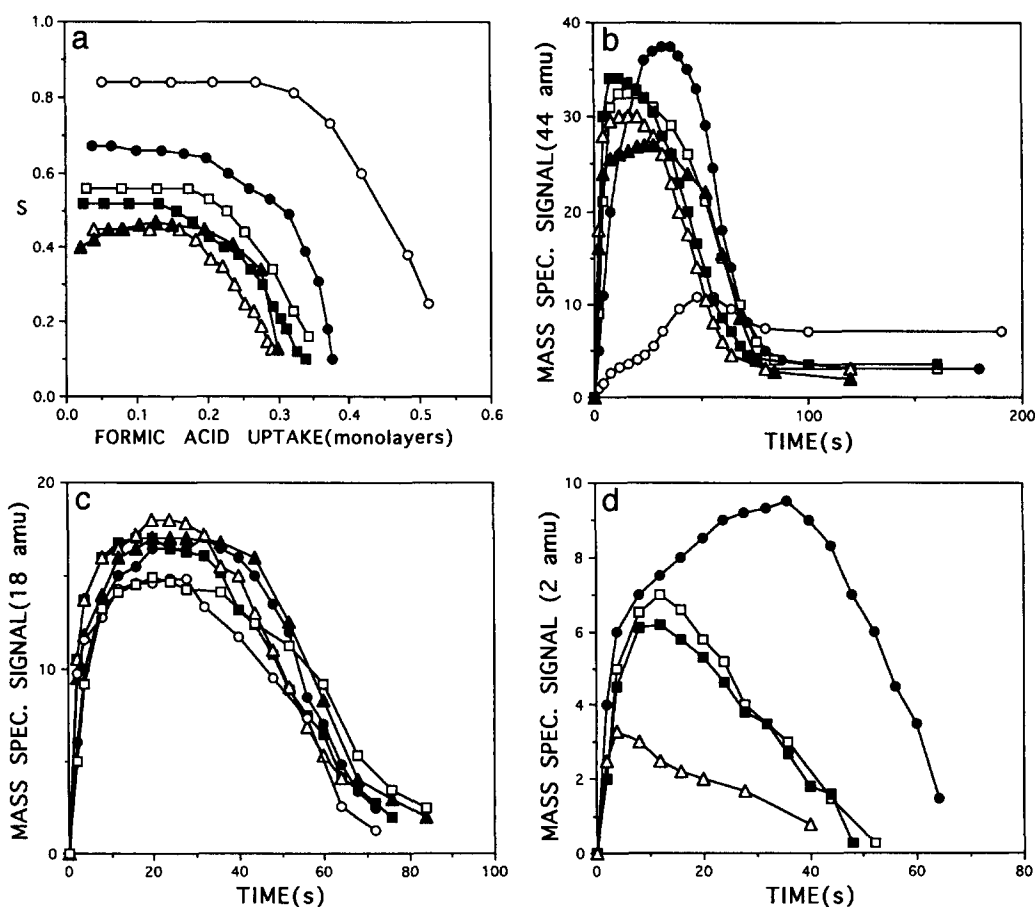 a
1.0
0.8
0.6
S
0.4
0.2
0.0
0.0 0.1 0.2 0.3 0.4 0.5 0.6
FORMIC ACID UPTAKE(monolayers)
b
MASS SPEC. SIGNAL(44 amu)
40
30
20
10
0
0 100 200
TIME(s)
c
MASS SPEC. SIGNAL(18 amu)
20
10
0
0 20 40 60 80 100
TIME(s)
d
MASS SPEC. SIGNAL (2 amu)
10
8
6
4
2
0
0 20 40 60 80
TIME(s)